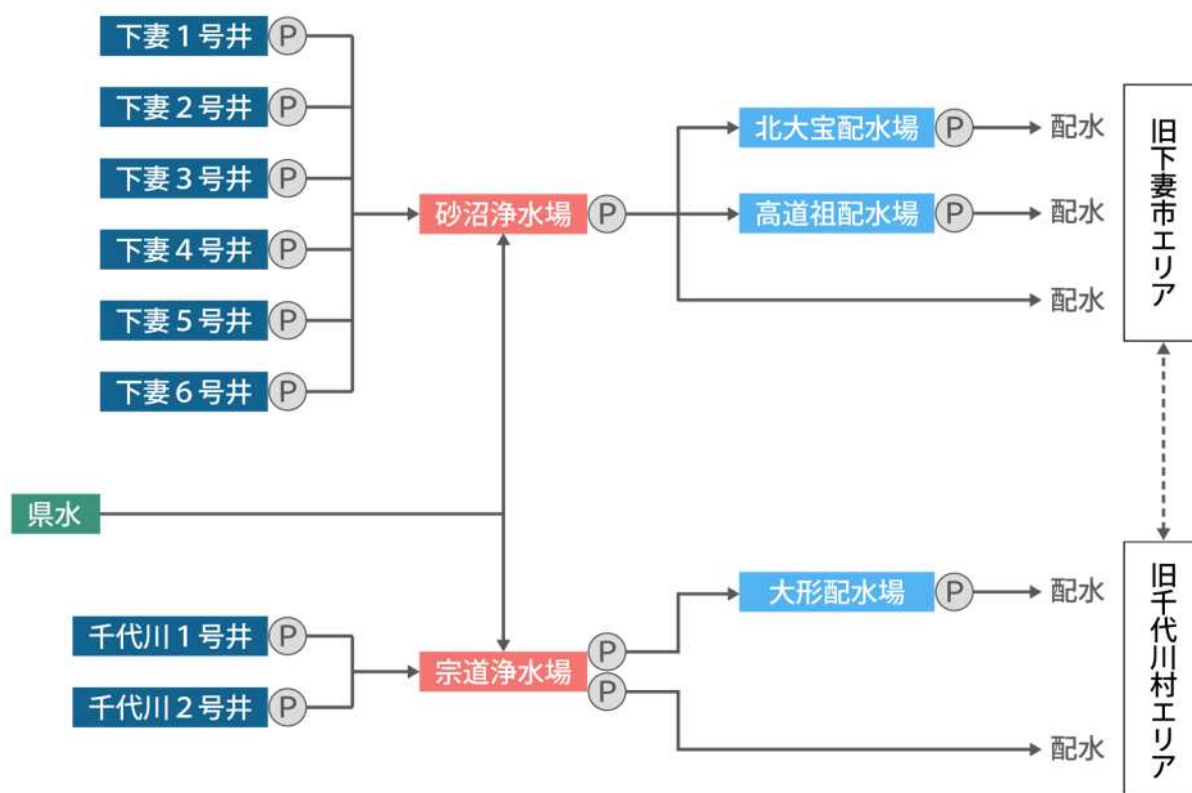 下妻1号井 P
下妻2号井 P
下妻3号井 P
下妻4号井 P
下妻5号井 P
下妻6号井 P
砂沼浄水場 P
北大宝配水場 P 配水
高道祖配水場 P 配水
配水
旧下妻市エリア
県水
千代川1号井 P
千代川2号井 P
宗道浄水場 P
P
大形配水場 P 配水
配水
旧千代川村エリア